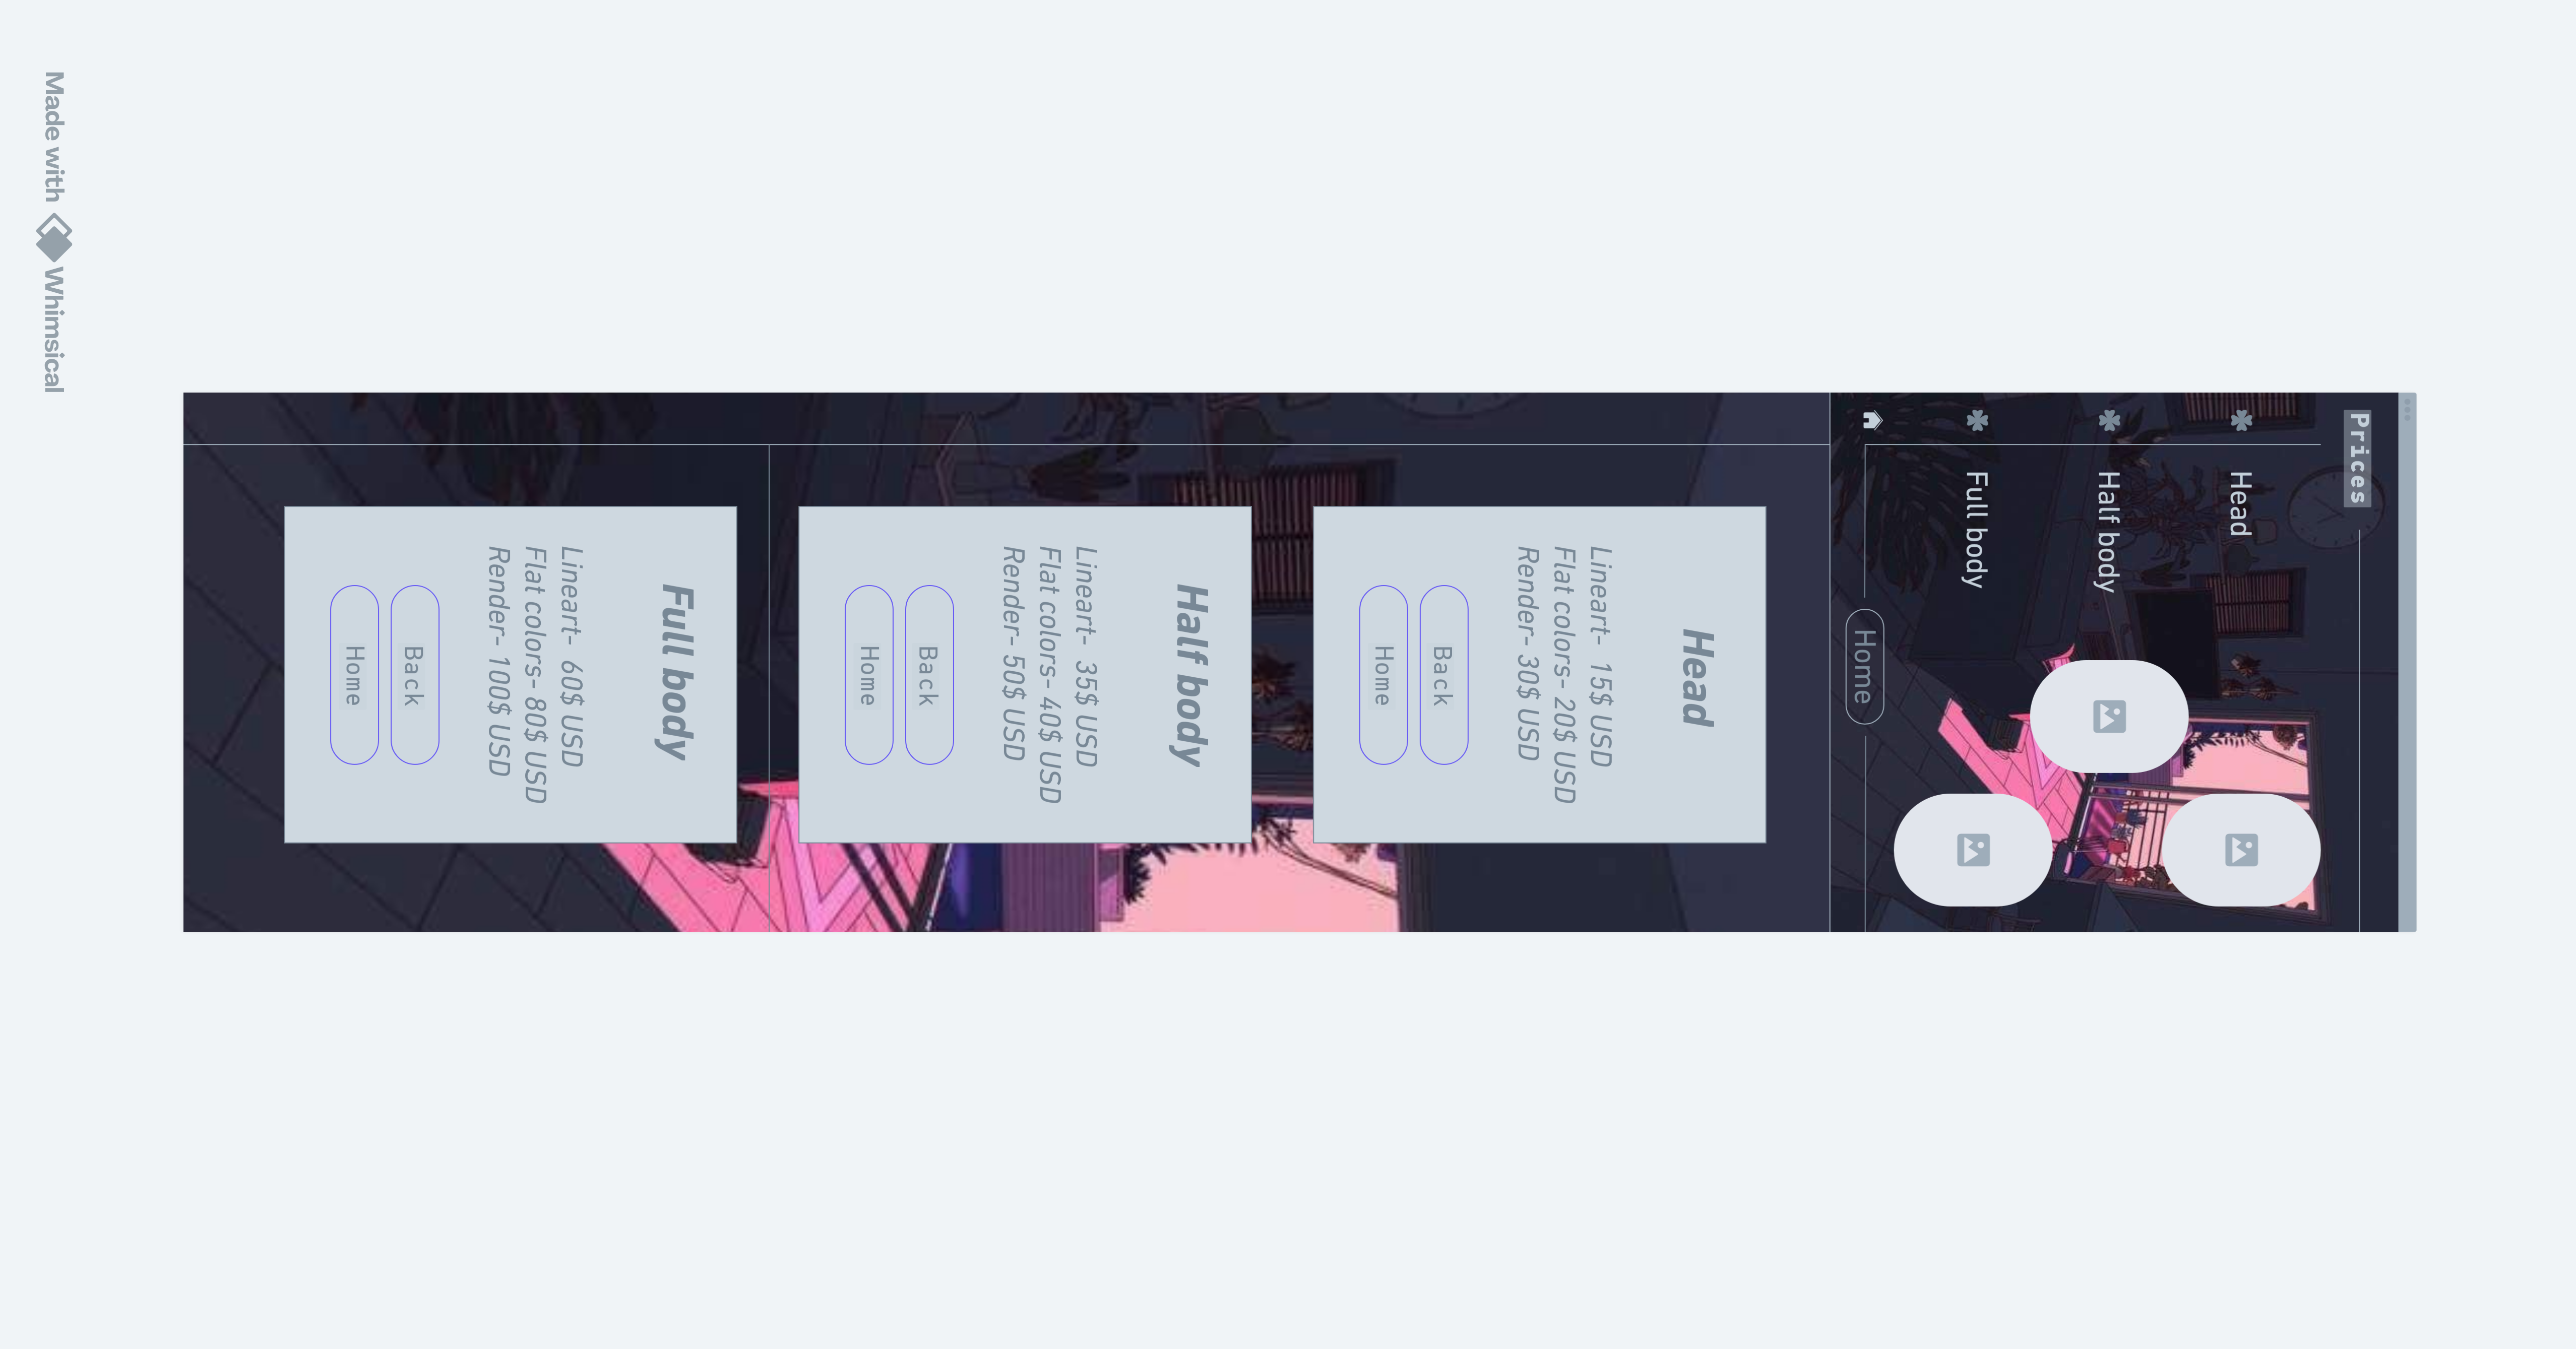 Prices
Head
Half body
Full body
Home
Head
Lineart- 15$ USD
Flat colors- 20$ USD
Render- 30$ USD
Back
Home
Half body
Lineart- 35$ USD
Flat colors- 40$ USD
Render- 50$ USD
Back
Home
Full body
Lineart- 60$ USD
Flat colors- 80$ USD
Render- 100$ USD
Back
Home
Made with Whimsical